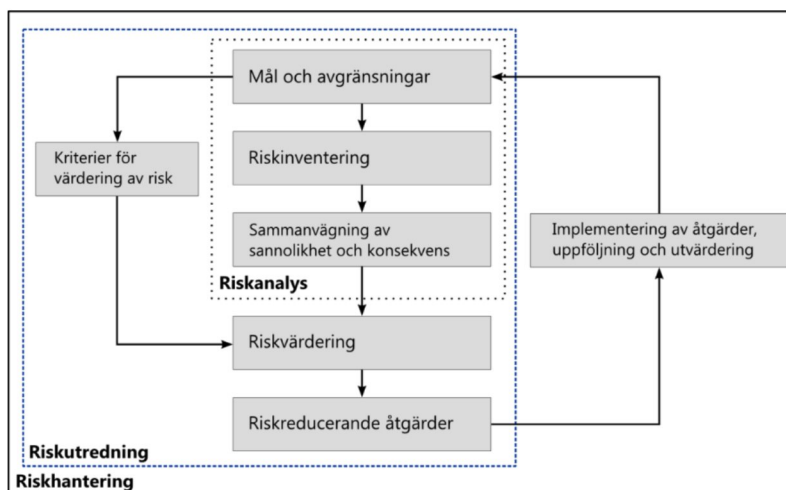 Mål och avgränsningar
Kriterier för
värdering av risk
Riskinventering
Sammanvägning av
sannolikhet och konsekvens
Implementering av åtgärder,
uppföljning och utvärdering
Riskanalys
Riskvärdering
Riskreducerande åtgärder
Riskutredning
Riskhantering